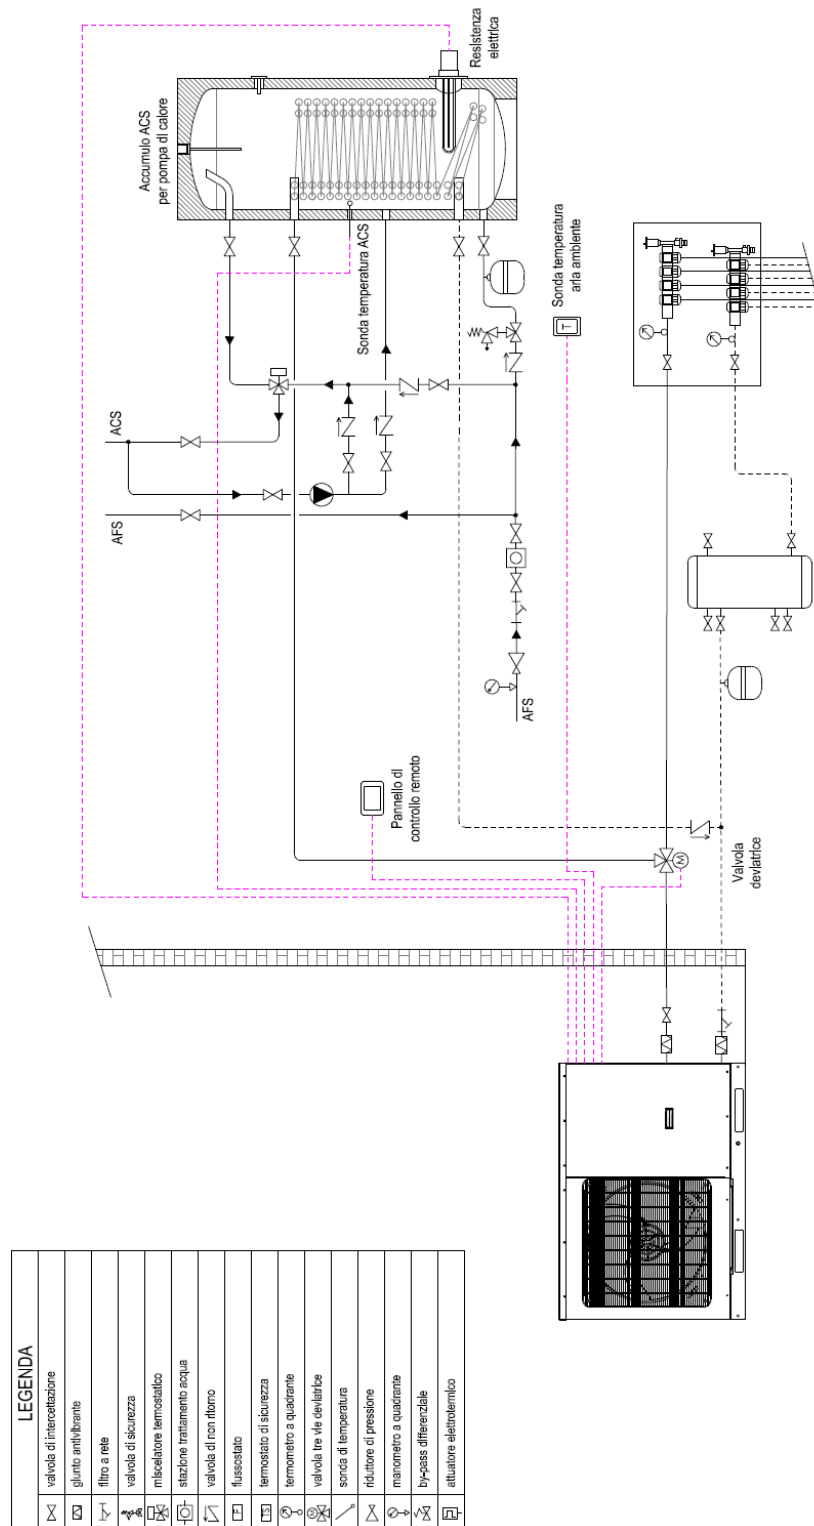 Resistenza
elettrica
Accumulo ACS
per pompa di calore
Sonda temperatura ACS
Sonda temperatura
aria ambiente
T
ACS
AFS
AFS
Pannello di
controllo remoto
M
Valvola
deviatrice
LEGENDA
valvola di intercettazione
giunto antivibrante
filtro a rete
valvola di sicurezza
miscelatore termostatico
stazione trattamento acqua
valvola di non ritorno
F flussostato
TS termostato di sicurezza
termometro a quadrante
M valvola tre vie deviatrice
sonda di temperatura
riduttore di pressione
manometro a quadrante
by-pass differenziale
attuatore elettrotermico